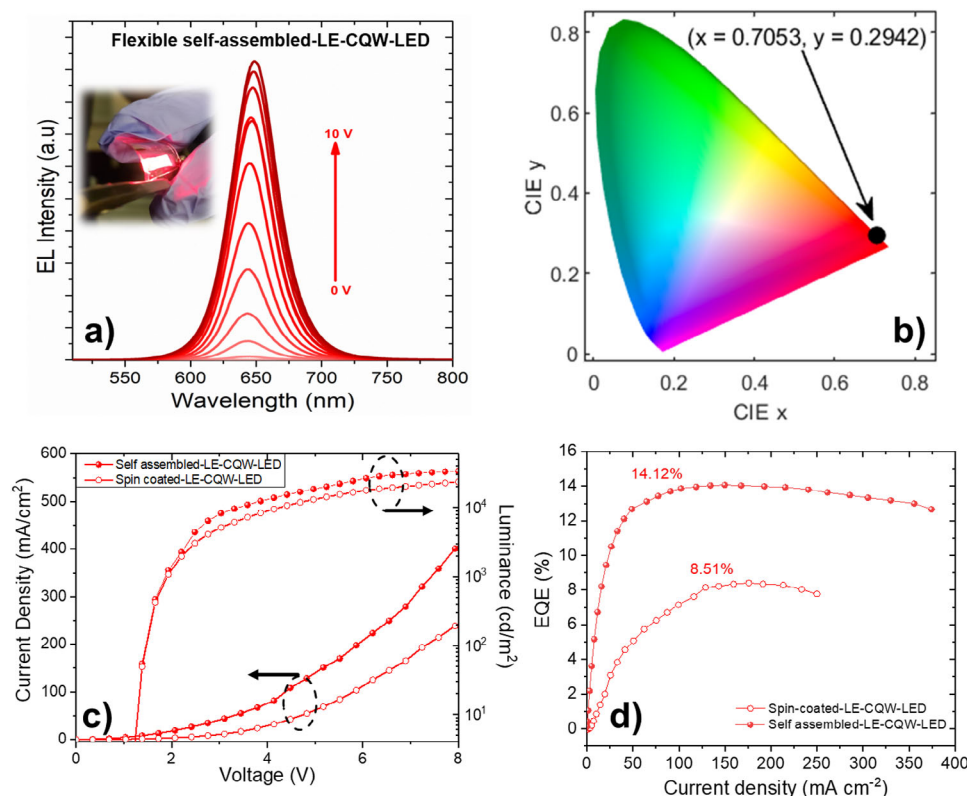 Flexible self-assembled-LE-CQW-LED
EL Intensity (a.u)
10 V
0 V
a)
550 600 650 700 750 800
Wavelength (nm)
(x = 0.7053, y = 0.2942)
CIE y
0.8
0.6
0.4
0.2
0
b)
0 0.2 0.4 0.6 0.8
CIE x
Self assembled-LE-CQW-LED
Spin coated-LE-CQW-LED
Current Density (mA/cm²)
600
550
500
450
400
350
300
250
200
150
100
50
0
c)
0 2 4 6 8
Voltage (V)
Luminance (cd/m²)
10⁴
10³
10²
10¹
14.12%
8.51%
EQE (%)
16
14
12
10
8
6
4
2
0
Spin-coated-LE-CQW-LED
Self assembled-LE-CQW-LED
d)
0 50 100 150 200 250 300 350 400
Current density (mA cm⁻²)